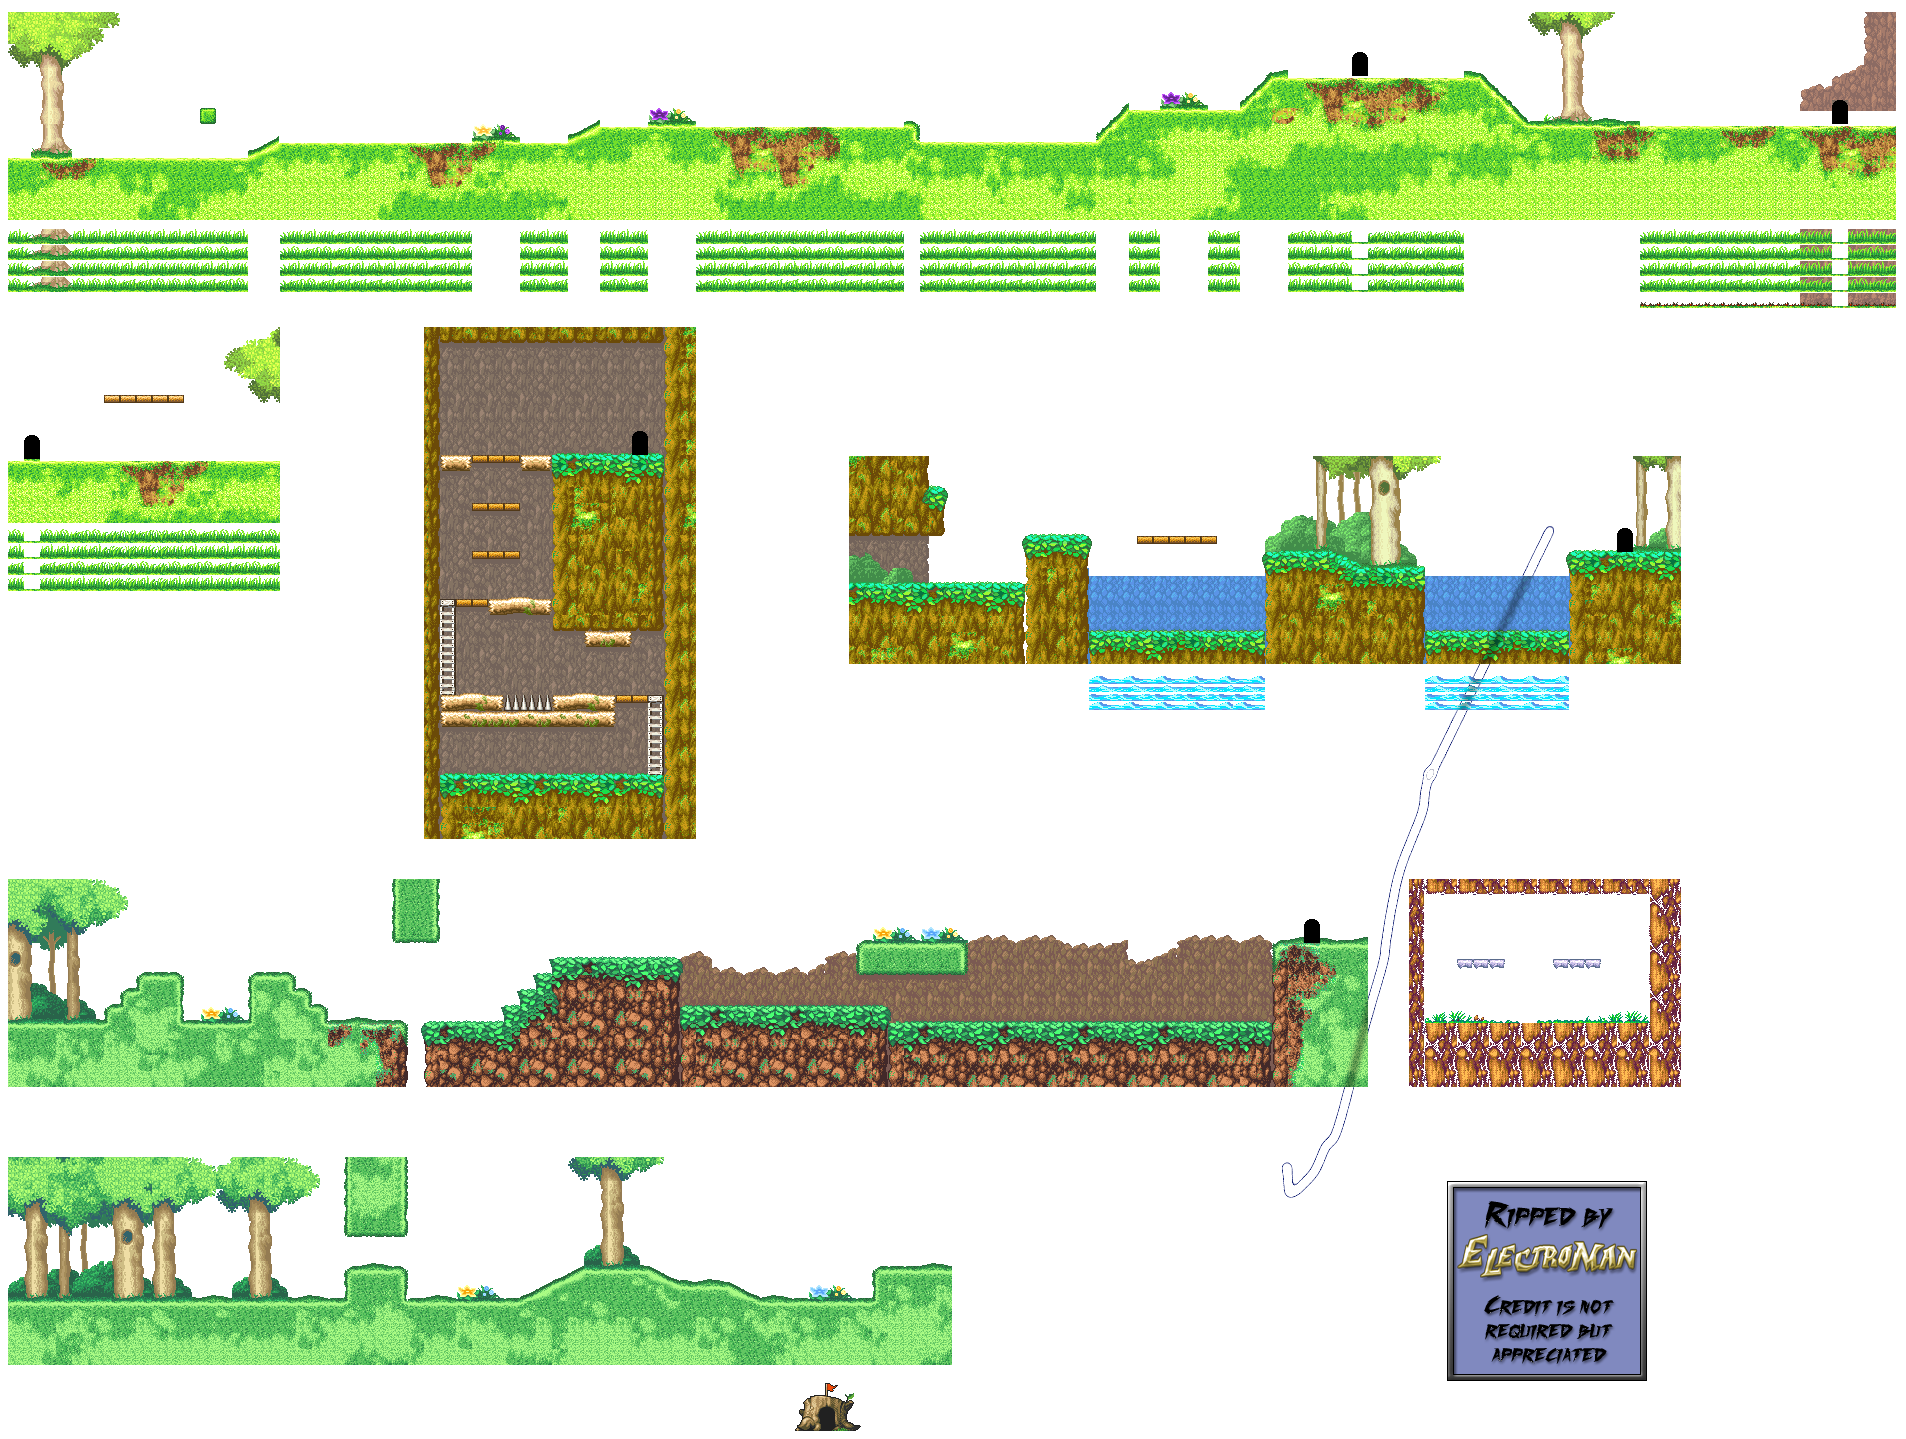 Ripped by
ElectroMan
Credit is not
required but
appreciated